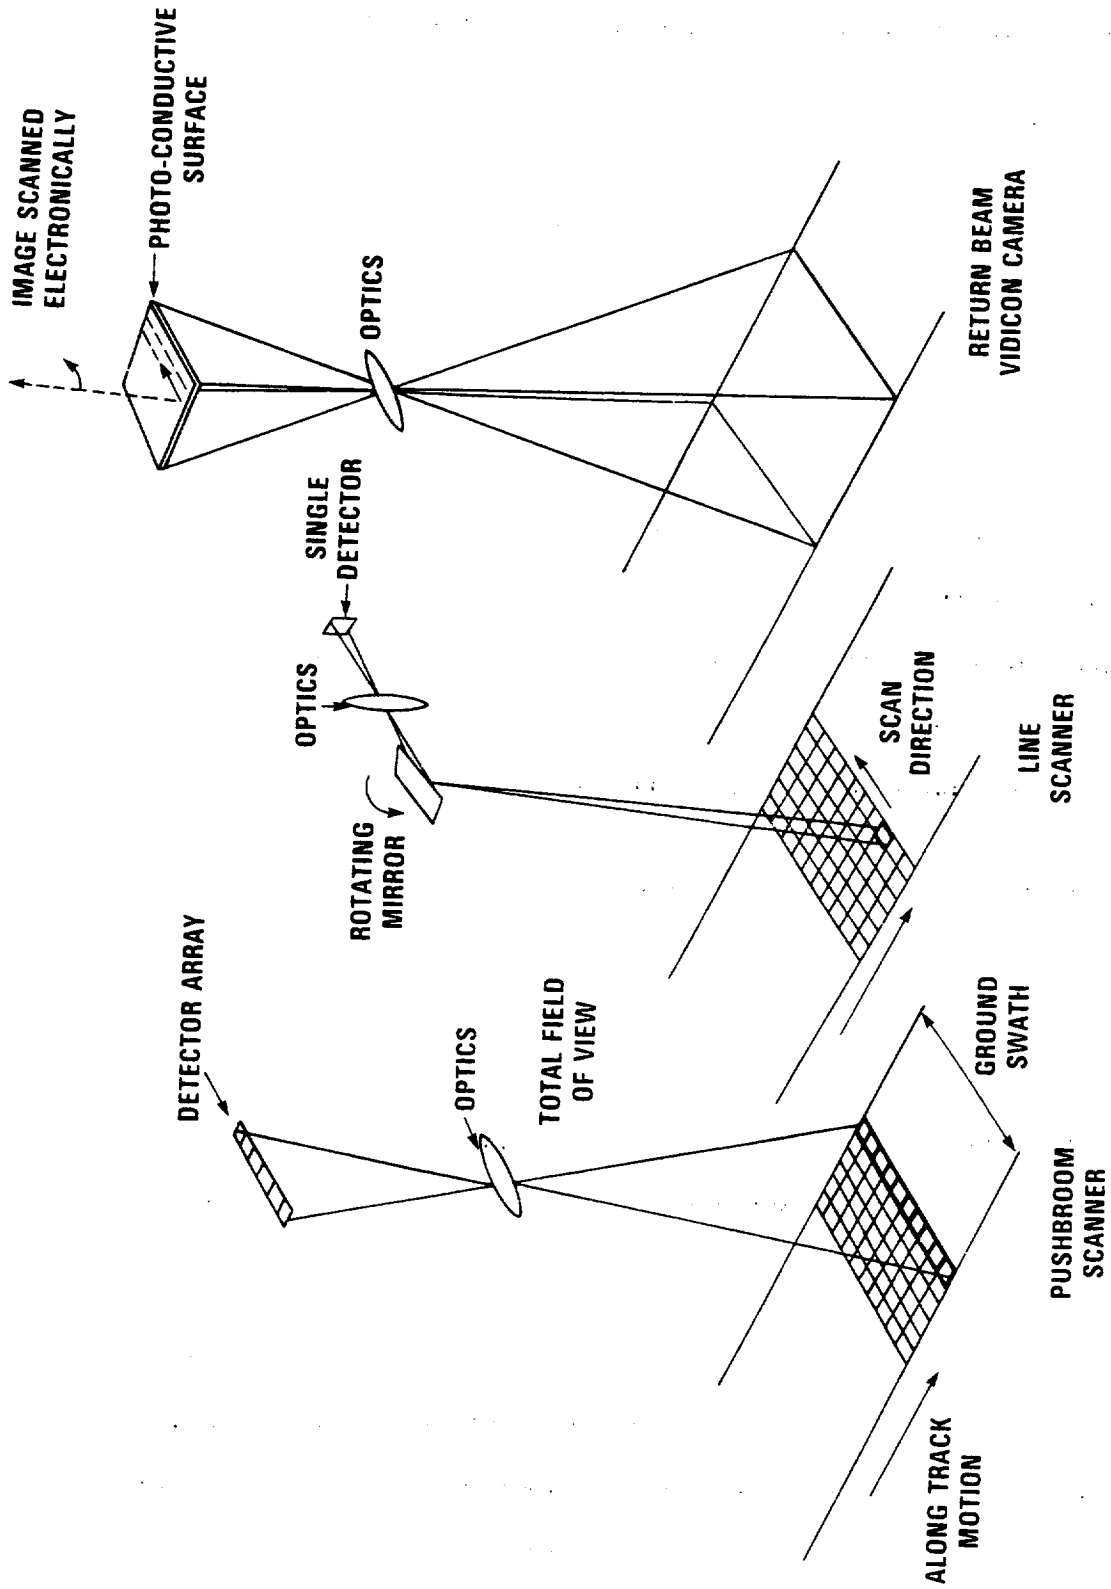 DETECTOR ARRAY
OPTICS
TOTAL FIELD
OF VIEW
GROUND
SWATH
ALONG TRACK
MOTION
PUSHBROOM
SCANNER
ROTATING
MIRROR
OPTICS
SINGLE
DETECTOR
SCAN
DIRECTION
LINE
SCANNER
IMAGE SCANNED
ELECTRONICALLY
PHOTO-CONDUCTIVE
SURFACE
OPTICS
RETURN BEAM
VIDICON CAMERA